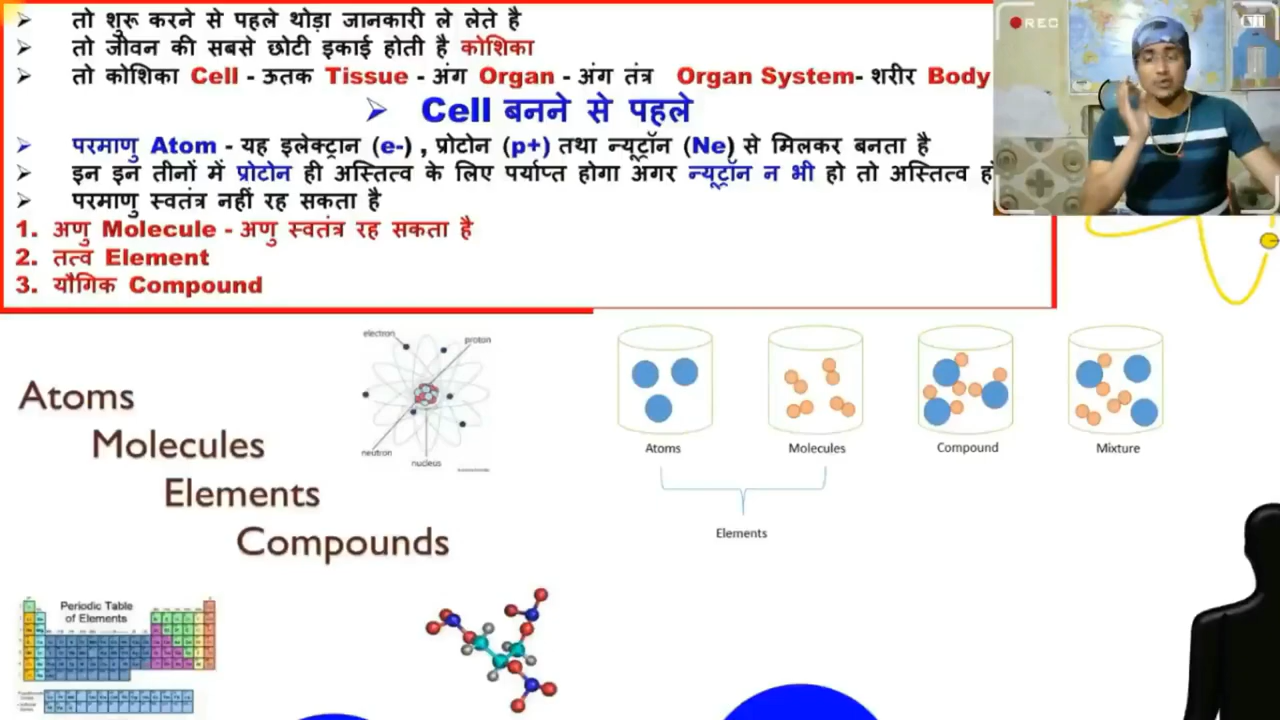 तो शुरू करने से पहले थोड़ा जानकारी ले लेते है
तो जीवन की सबसे छोटी इकाई होती है कोशिका
तो कोशिका Cell - ऊतक Tissue - अंग Organ - अंग तंत्र Organ System- शरीर Body
Cell बनने से पहले
परमाणु Atom - यह इलेक्ट्रान (e-) , प्रोटोन (p+) तथा न्यूट्रॉन (Ne) से मिलकर बनता है
इन इन तीनों में प्रोटोन ही अस्तित्व के लिए पर्याप्त होगा अगर न्यूट्रॉन न भी हो तो अस्तित्व
परमाणु स्वतंत्र नहीं रह सकता है
1. अणु Molecule - अणु स्वतंत्र रह सकता है
2. तत्व Element
3. यौगिक Compound
REC
Atoms
Molecules
Elements
Compounds
electron
proton
neutron
nucleus
Atoms
Molecules
Compound
Mixture
Elements
Periodic Table
of Elements